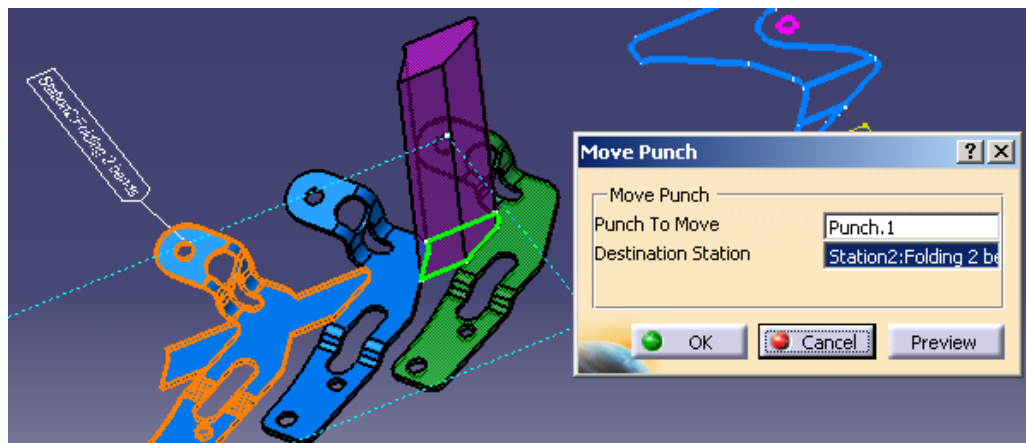 Station2:Folding 2 bends
Move Punch
Move Punch
Punch To Move
Punch.1
Destination Station
Station2:Folding 2 be
OK
Cancel
Preview